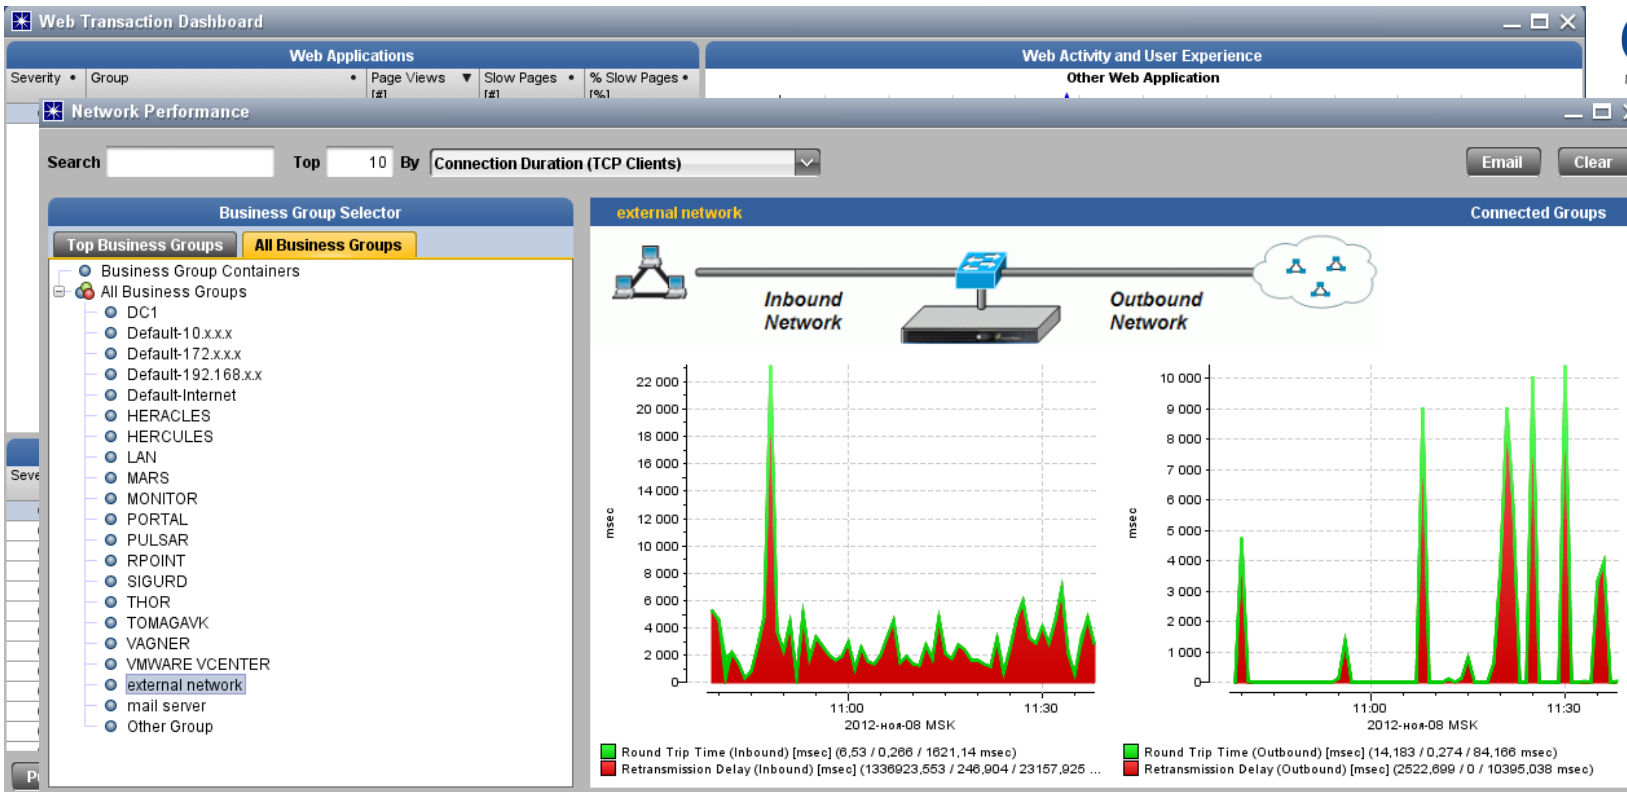 Web Transaction Dashboard
Web Applications
Web Activity and User Experience
Severity • Group • Page Views ▼ Slow Pages • % Slow Pages •
[#] [#] [%]
Other Web Application
Network Performance
Search Top 10 By Connection Duration (TCP Clients) Email Clear
Business Group Selector
external network Connected Groups
Top Business Groups All Business Groups
Business Group Containers
All Business Groups
DC1
Default-10.x.x.x
Default-172.x.x.x
Default-192.168.x.x
Default-Internet
HERACLES
HERCULES
LAN
MARS
MONITOR
PORTAL
PULSAR
RPOINT
SIGURD
THOR
TOMAGAVK
VAGNER
VMWARE VCENTER
external network
mail server
Other Group
Seve
Inbound
Network
Outbound
Network
22 000
20 000
18 000
16 000
14 000
12 000
10 000
8 000
6 000
4 000
2 000
0
msec
11:00 11:30
2012-ноя-08 MSK
Round Trip Time (Inbound) [msec] (6,53 / 0,266 / 1621,14 msec)
Retransmission Delay (Inbound) [msec] (1336923,553 / 246,904 / 23157,925 ...
10 000
9 000
8 000
7 000
6 000
5 000
4 000
3 000
2 000
1 000
0
msec
11:00 11:30
2012-ноя-08 MSK
Round Trip Time (Outbound) [msec] (14,183 / 0,274 / 84,166 msec)
Retransmission Delay (Outbound) [msec] (2522,699 / 0 / 10395,038 msec)